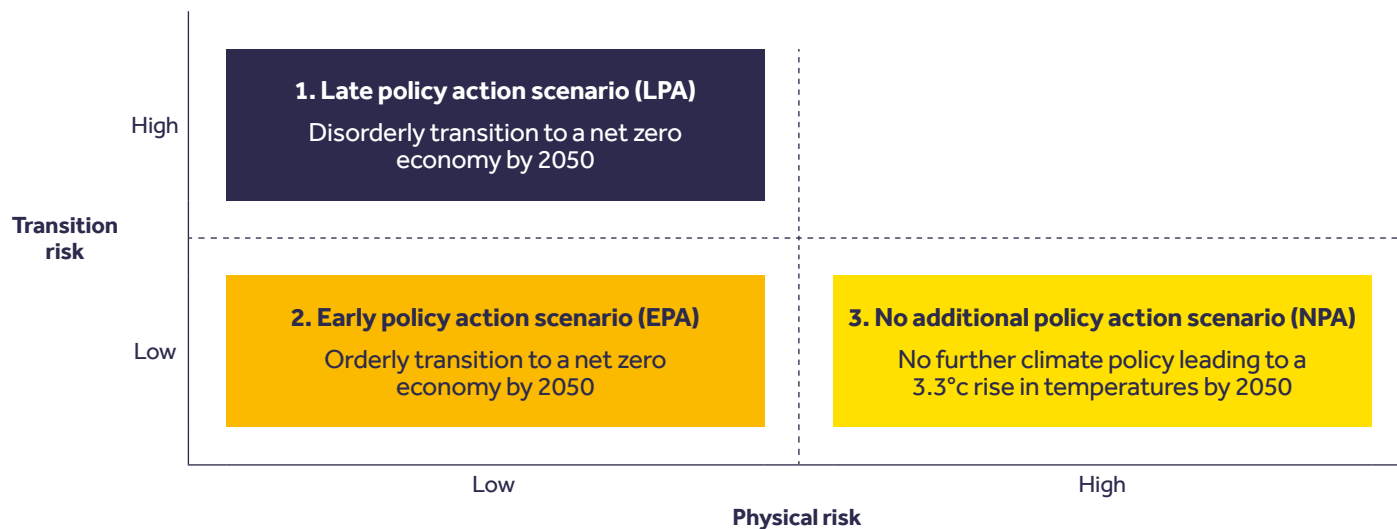 1. Late policy action scenario (LPA)
Disorderly transition to a net zero
economy by 2050
High
Transition
risk
2. Early policy action scenario (EPA)
Orderly transition to a net zero
economy by 2050
3. No additional policy action scenario (NPA)
No further climate policy leading to a
3.3°c rise in temperatures by 2050
Low
Low
High
Physical risk